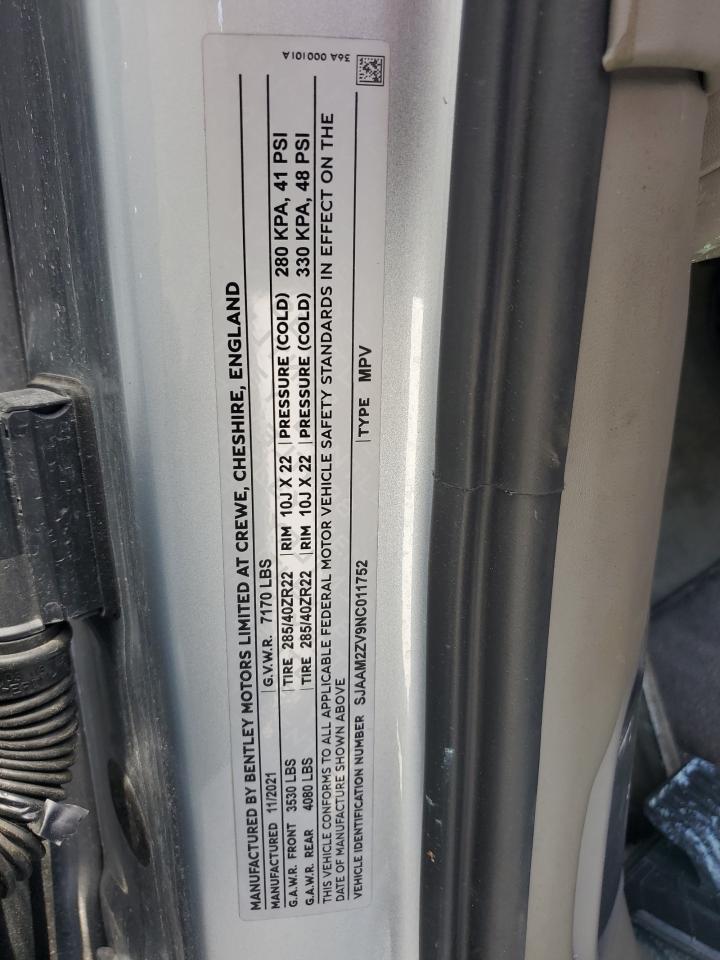 MANUFACTURED BY BENTLEY MOTORS LIMITED AT CREWE, CHESHIRE, ENGLAND
MANUFACTURED 11/2021 G.V.W.R. 7170 LBS
G.A.W.R. FRONT 3530 LBS TIRE 285/40ZR22 RIM 10J X 22 PRESSURE (COLD) 280 KPA, 41 PSI
G.A.W.R. REAR 4080 LBS TIRE 285/40ZR22 RIM 10J X 22 PRESSURE (COLD) 330 KPA, 48 PSI
THIS VEHICLE CONFORMS TO ALL APPLICABLE FEDERAL MOTOR VEHICLE SAFETY STANDARDS IN EFFECT ON THE
DATE OF MANUFACTURE SHOWN ABOVE
VEHICLE IDENTIFICATION NUMBER SJAAM2ZV9NC011752 TYPE MPV
36A 000101A